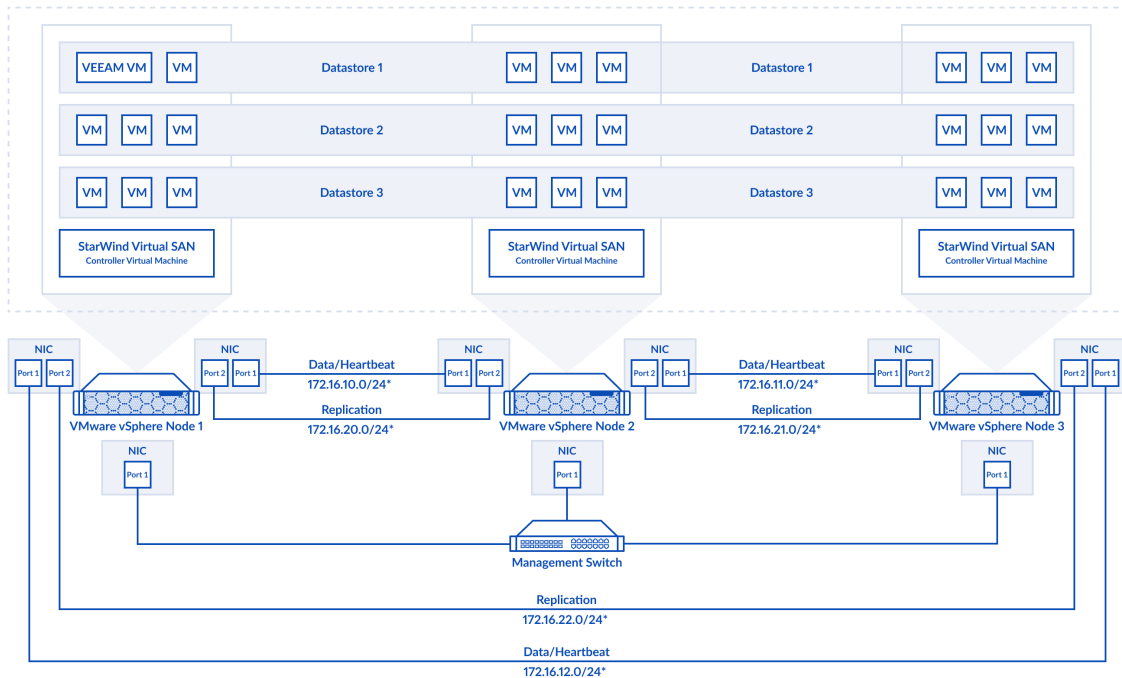 VEEAM VM VM Datastore 1 VM VM VM Datastore 1 VM VM VM
VM VM VM Datastore 2 VM VM VM Datastore 2 VM VM VM
VM VM VM Datastore 3 VM VM VM Datastore 3 VM VM VM
StarWind Virtual SAN StarWind Virtual SAN StarWind Virtual SAN
Controller Virtual Machine Controller Virtual Machine Controller Virtual Machine
NIC NIC NIC NIC NIC NIC
Data/Heartbeat Data/Heartbeat
Port 1 Port 2 Port 2 Port 1 Port 1 Port 2 Port 2 Port 1 Port 1 Port 2 Port 2 Port 1
172.16.10.0/24* 172.16.11.0/24*
Replication Replication
VMware vSphere Node 1 172.16.20.0/24* VMware vSphere Node 2 172.16.21.0/24* VMware vSphere Node 3
NIC NIC NIC
Port 1 Port 1 Port 1
Management Switch
Replication
172.16.22.0/24*
Data/Heartbeat
172.16.12.0/24*